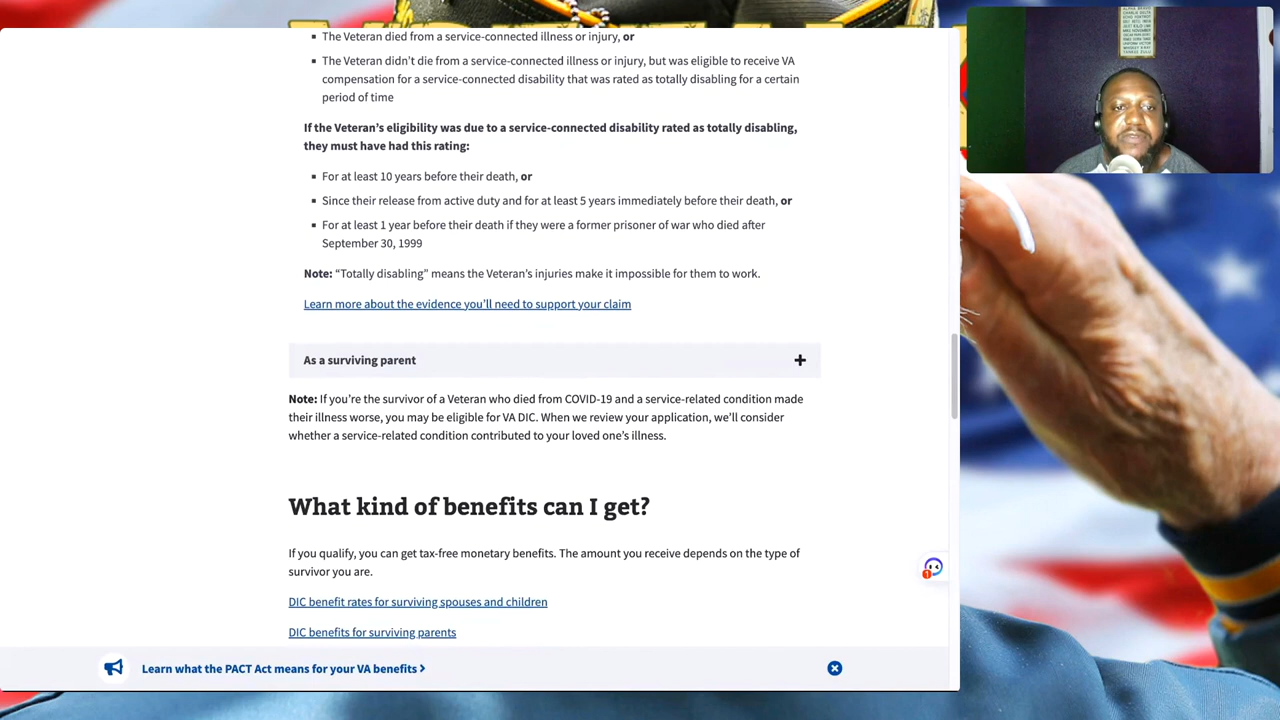 The Veteran died from a service-connected illness or injury, or
The Veteran didn't die from a service-connected illness or injury, but was eligible to receive VA
compensation for a service-connected disability that was rated as totally disabling for a certain
period of time
If the Veteran's eligibility was due to a service-connected disability rated as totally disabling,
they must have had this rating:
For at least 10 years before their death, or
Since their release from active duty and for at least 5 years immediately before their death, or
For at least 1 year before their death if they were a former prisoner of war who died after
September 30, 1999
Note: “Totally disabling” means the Veteran's injuries make it impossible for them to work.
Learn more about the evidence you'll need to support your claim
As a surviving parent
Note: If you're the survivor of a Veteran who died from COVID-19 and a service-related condition made
their illness worse, you may be eligible for VA DIC. When we review your application, we'll consider
whether a service-related condition contributed to your loved one's illness.
What kind of benefits can I get?
If you qualify, you can get tax-free monetary benefits. The amount you receive depends on the type of
survivor you are.
DIC benefit rates for surviving spouses and children
DIC benefits for surviving parents
1
Learn what the PACT Act means for your VA benefits